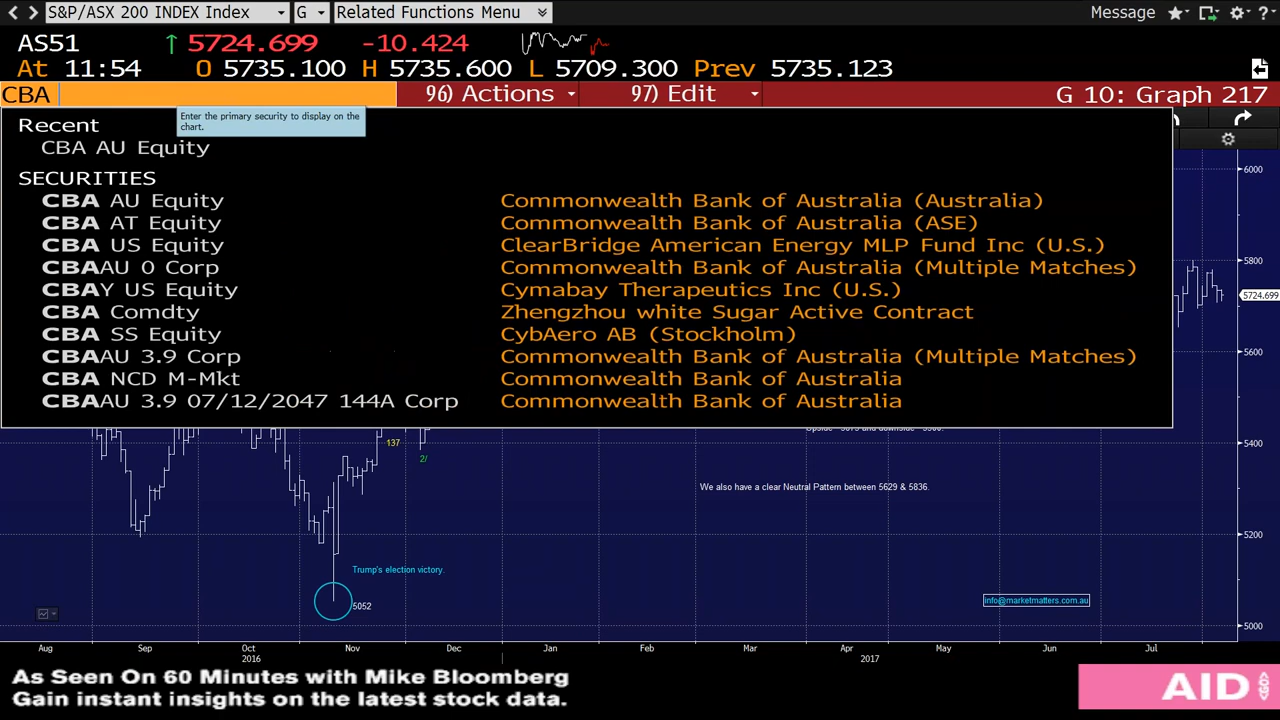 S&P/ASX 200 INDEX Index G Related Functions Menu Message
AS51 5724.699 -10.424
At 11:54 O 5735.100 H 5735.600 L 5709.300 Prev 5735.123
CBA 96) Actions 97) Edit G 10: Graph 217
Enter the primary security to display on the
chart.
Recent
CBA AU Equity
SECURITIES
CBA AU Equity Commonwealth Bank of Australia (Australia)
CBA AT Equity Commonwealth Bank of Australia (ASE)
CBA US Equity ClearBridge American Energy MLP Fund Inc (U.S.)
CBAAU 0 Corp Commonwealth Bank of Australia (Multiple Matches)
CBAY US Equity Cymabay Therapeutics Inc (U.S.)
CBA Comdty Zhengzhou white Sugar Active Contract
CBA SS Equity CybAero AB (Stockholm)
CBAAU 3.9 Corp Commonwealth Bank of Australia (Multiple Matches)
CBA NCD M-Mkt Commonwealth Bank of Australia
CBAAU 3.9 07/12/2047 144A Corp Commonwealth Bank of Australia
6000
5800
5724.699
5600
5400
5200
5000
137
2/
We also have a clear Neutral Pattern between 5629 & 5836.
Trump's election victory.
5052
info@marketmatters.com.au
Aug Sep Oct Nov Dec Jan Feb Apr May Jun Jul
2016 2017
As Seen On 60 Minutes with Mike Bloomberg
Gain instant insights on the latest stock data.
AID